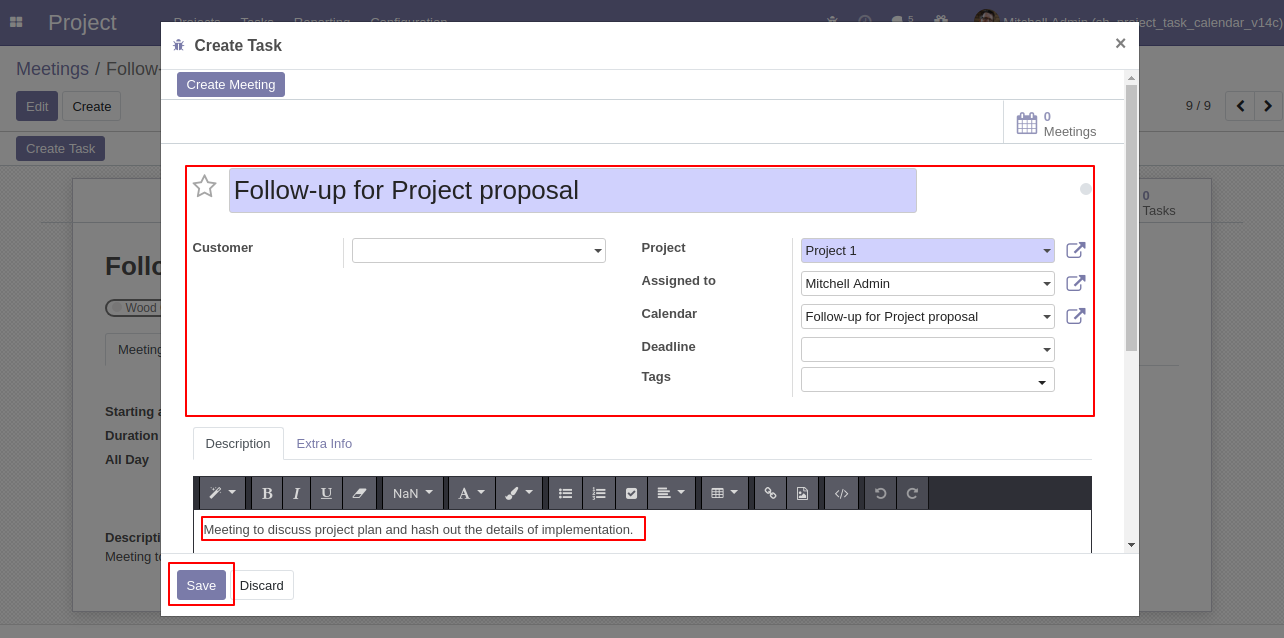 Project Projects Tasks Reporting Configuration 5 Mitchell Admin (sh_project_task_calendar_v14c)
Create Task ×
Meetings / Follow-
Create Meeting
Edit Create 9 / 9
0
Meetings
Create Task
Follow-up for Project proposal
0
Tasks
Customer Project Project 1
Follo
Assigned to Mitchell Admin
Wood Calendar Follow-up for Project proposal
Meeting Deadline
Tags
Starting a
Duration
Description Extra Info
All Day
B I U NaN A
Meeting to discuss project plan and hash out the details of implementation.
Descripti
Meeting to
Save Discard